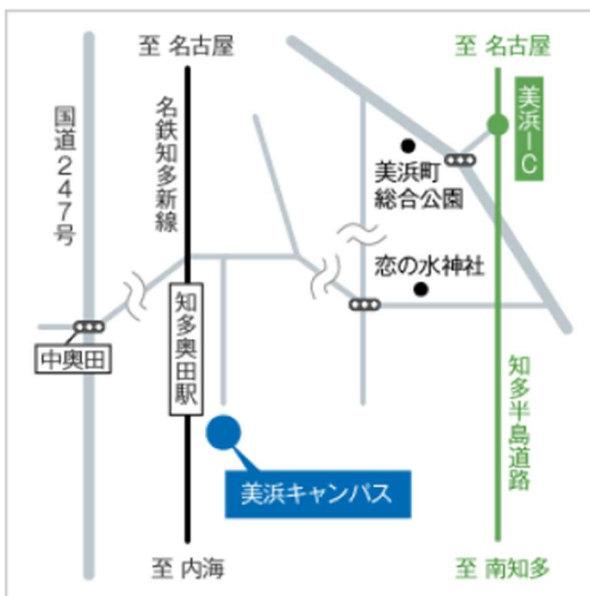 至 名古屋
至 名古屋
国道247号
名鉄知多新線
美浜IC
美浜町
総合公園
恋の水神社
知多奥田駅
中奥田
知多半島道路
美浜キャンパス
至 内海
至 南知多